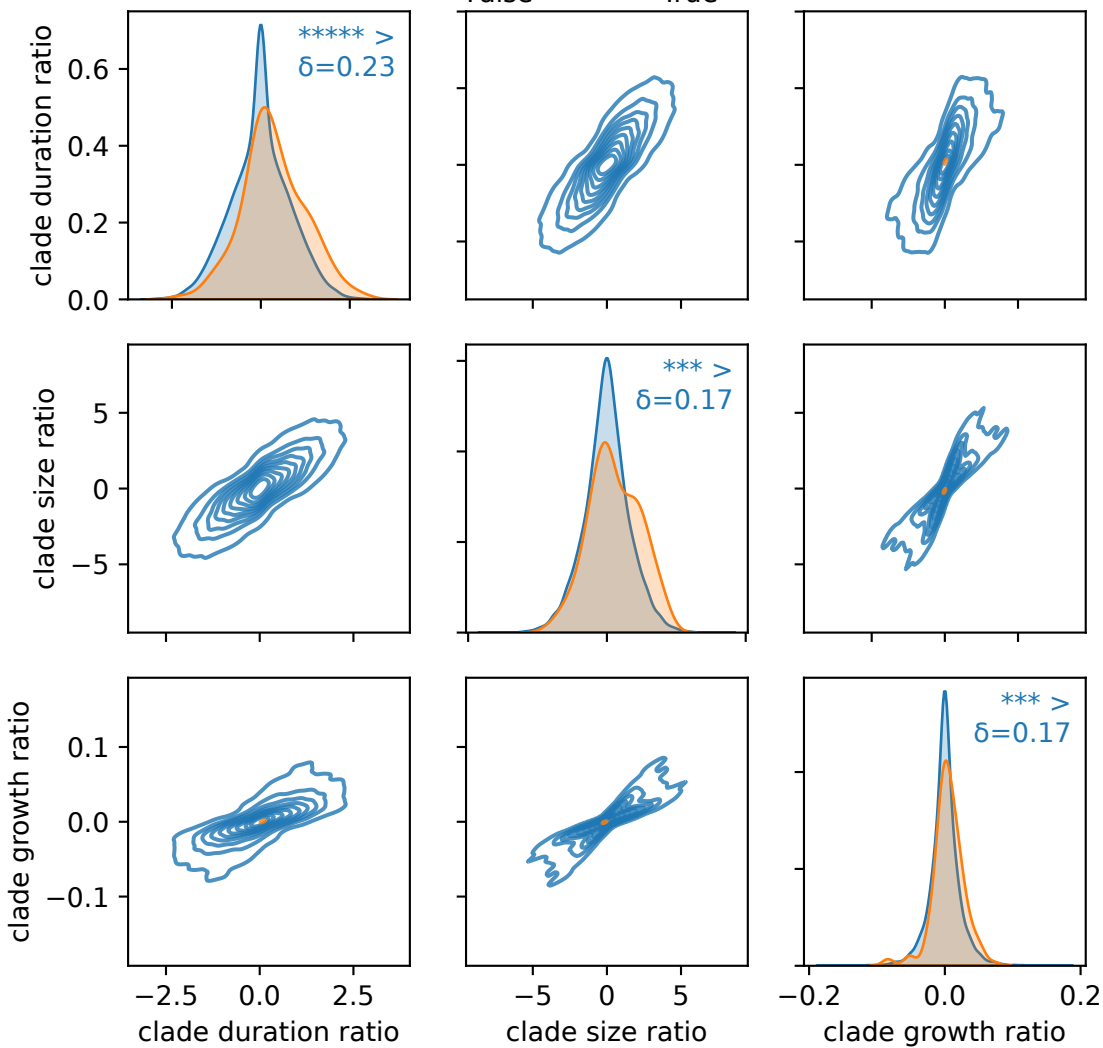 clade duration ratio
0.6
0.4
0.2
0.0
***** >
δ=0.23
clade size ratio
5
0
−5
*** >
δ=0.17
clade growth ratio
0.1
0.0
−0.1
*** >
δ=0.17
−2.5 0.0 2.5
−5 0 5
−0.2 0.0 0.2
clade duration ratio
clade size ratio
clade growth ratio